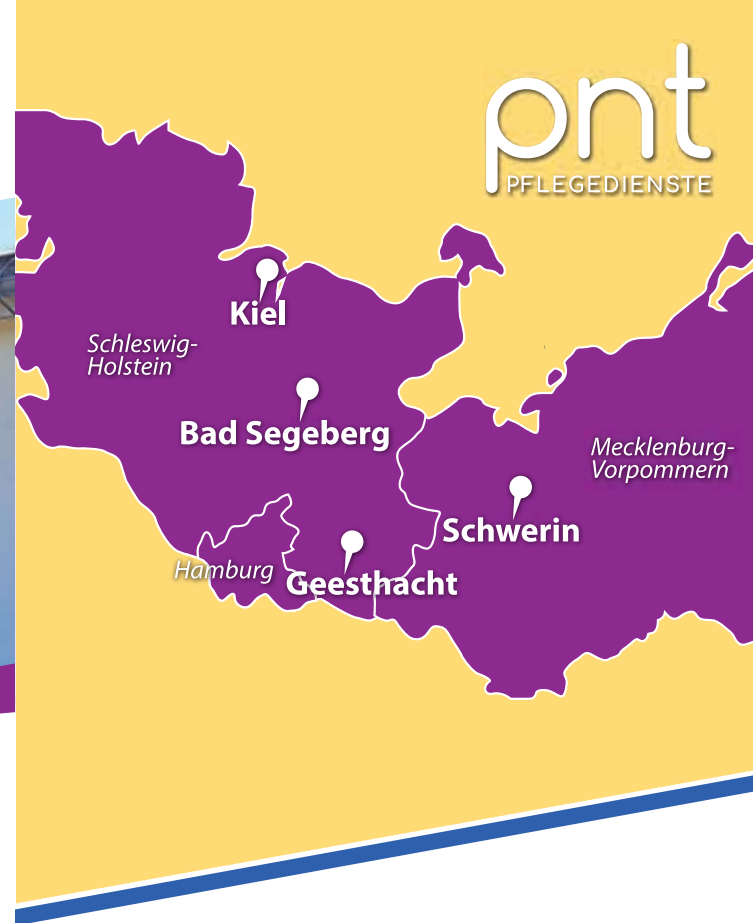 pnt
PFLEGEDIENSTE
Kiel
Schleswig-
Holstein
Bad Segeberg
Mecklenburg-
Vorpommern
Schwerin
Hamburg
Geesthacht